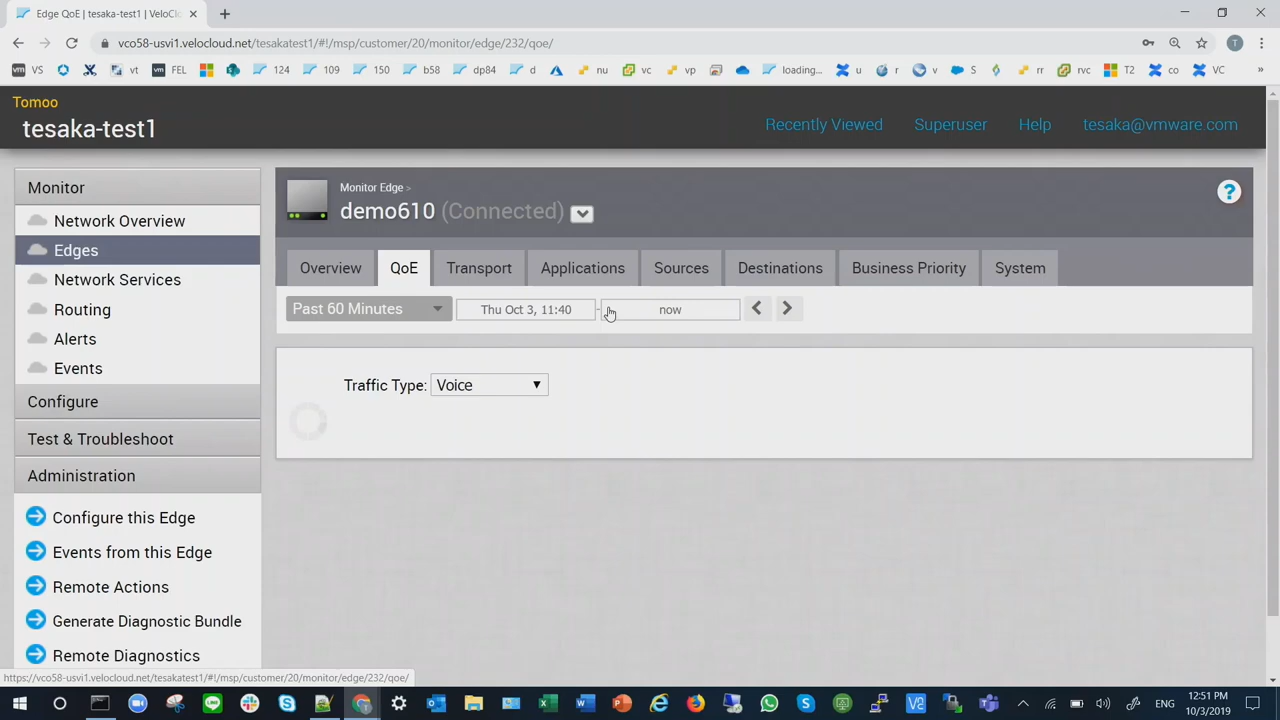 Edge QoE | tesaka-test1 | VeloClo
vco58-usvi1.velocloud.net/tesakatest1/#!/msp/customer/20/monitor/edge/232/qoe/
VS vt FEL 124 109 150 b58 dp84 d nu vc vp loading... u r v S rr rvc T2 co VC »
Tomoo
tesaka-test1
Recently Viewed Superuser Help tesaka@vmware.com
Monitor
Network Overview
Edges
Network Services
Routing
Alerts
Events
Configure
Test & Troubleshoot
Administration
Configure this Edge
Events from this Edge
Remote Actions
Generate Diagnostic Bundle
Remote Diagnostics
Monitor Edge >
demo610 (Connected)
?
Overview QoE Transport Applications Sources Destinations Business Priority System
Past 60 Minutes Thu Oct 3, 11:40 - now
Traffic Type: Voice
https://vco58-usvi1.velocloud.net/tesakatest1/#!/msp/customer/20/monitor/edge/232/qoe/
ENG
12:51 PM
10/3/2019